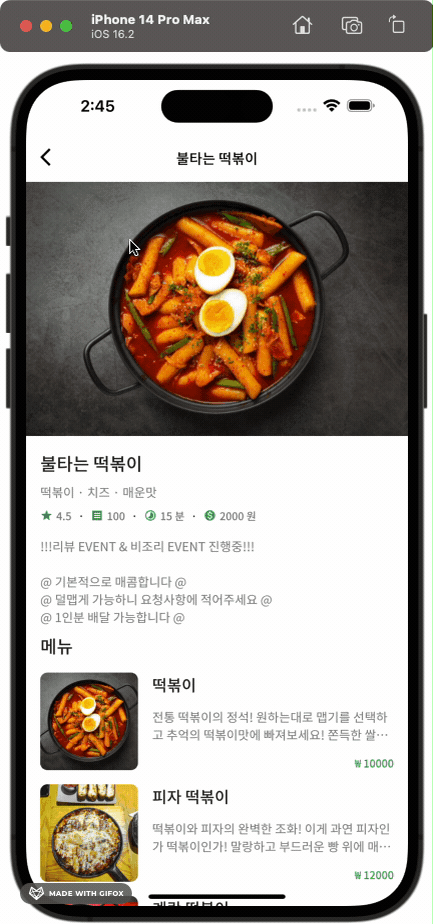 iPhone 14 Pro Max
iOS 16.2
2:45
불타는 떡볶이
불타는 떡볶이
떡볶이 · 치즈 · 매운맛
4.5 · 100 · 15 분 · 2000 원
!!!리뷰 EVENT & 비조리 EVENT 진행중!!!
@ 기본적으로 매콤합니다 @
@ 덜맵게 가능하니 요청사항에 적어주세요 @
@ 1인분 배달 가능합니다 @
메뉴
떡볶이
전통 떡볶이의 정석! 원하는대로 맵기를 선택하
고 추억의 떡볶이맛에 빠져보세요! 쫀득한 쌀…
₩ 10000
피자 떡볶이
떡볶이와 피자의 완벽한 조화! 이게 과연 피자인
가 떡볶이인가! 말랑하고 부드러운 빵 위에 매…
₩ 12000
MADE WITH GIFOX